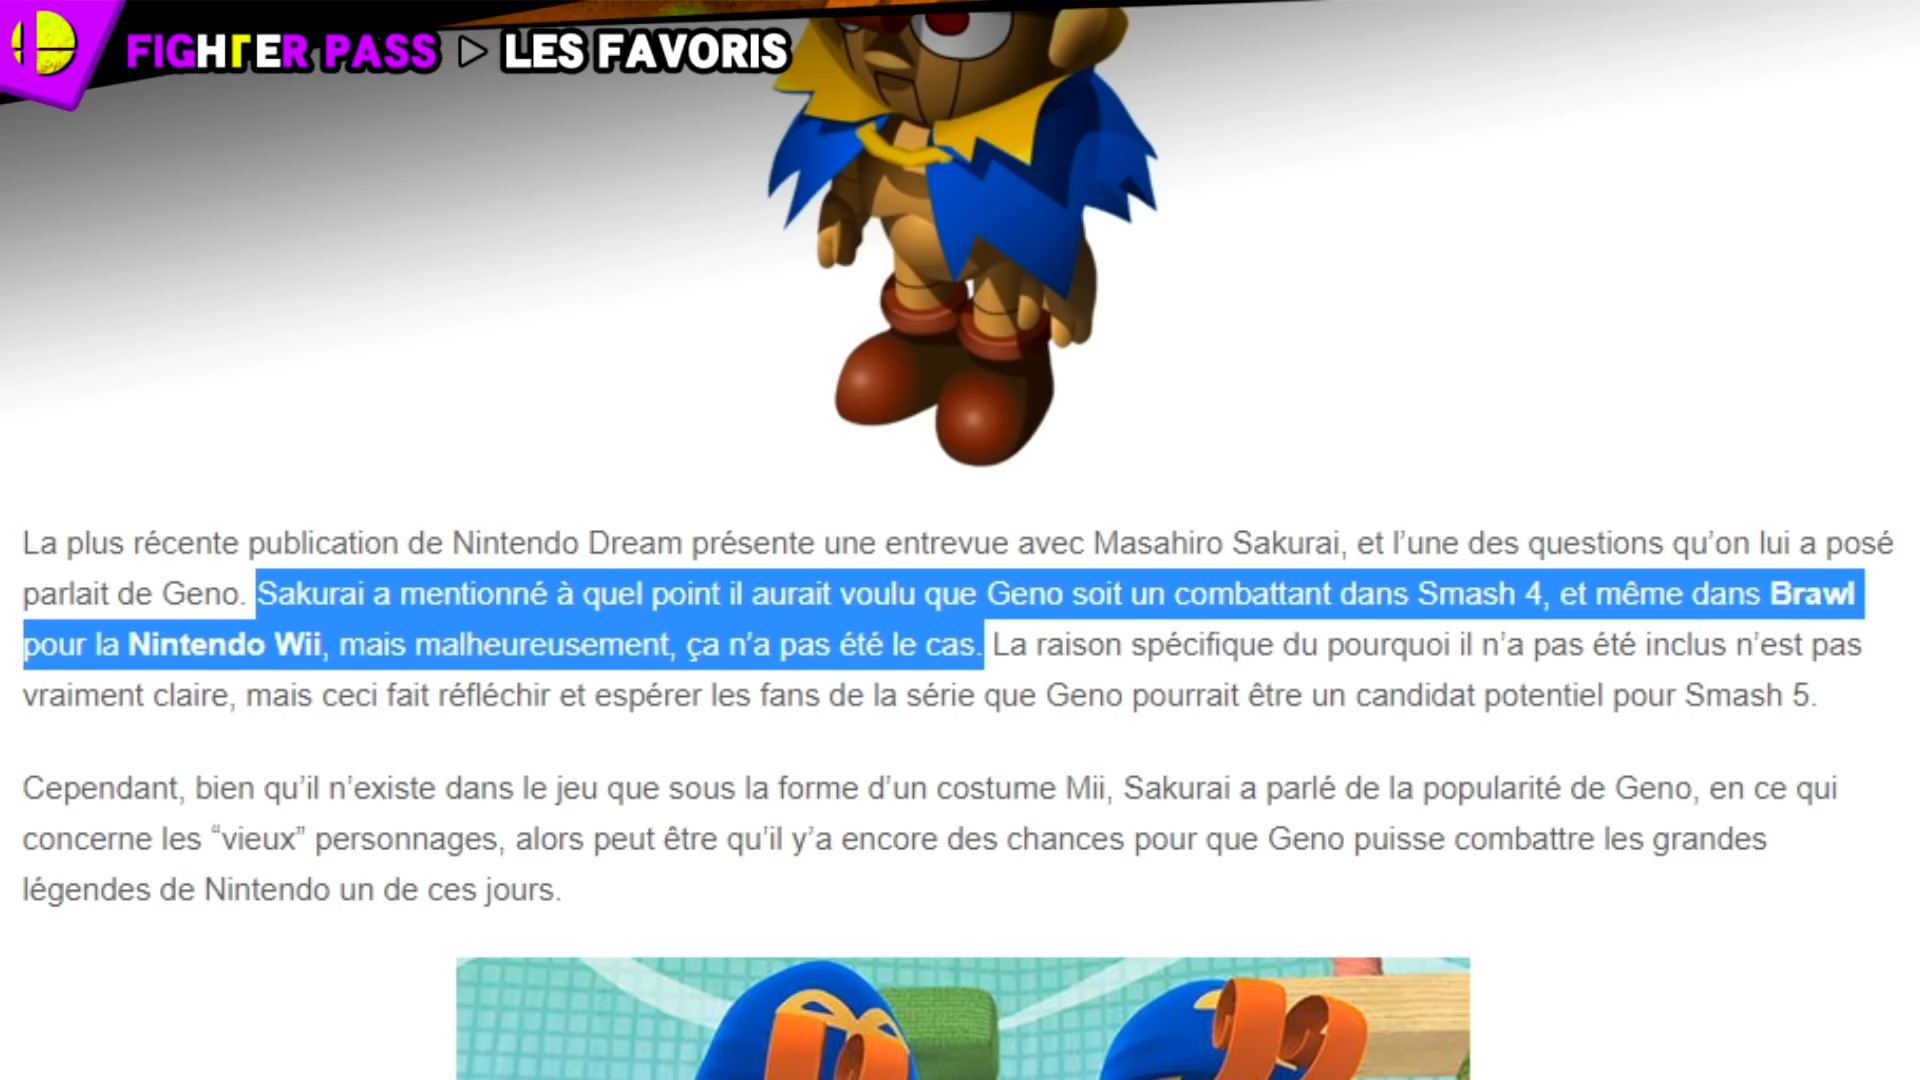 FIGHTER PASS ▷ LES FAVORIS
La plus récente publication de Nintendo Dream présente une entrevue avec Masahiro Sakurai, et l’une des questions qu’on lui a posé
parlait de Geno. Sakurai a mentionné à quel point il aurait voulu que Geno soit un combattant dans Smash 4, et même dans Brawl
pour la Nintendo Wii, mais malheureusement, ça n’a pas été le cas. La raison spécifique du pourquoi il n’a pas été inclus n’est pas
vraiment claire, mais ceci fait réfléchir et espérer les fans de la série que Geno pourrait être un candidat potentiel pour Smash 5.
Cependant, bien qu’il n’existe dans le jeu que sous la forme d’un costume Mii, Sakurai a parlé de la popularité de Geno, en ce qui
concerne les “vieux” personnages, alors peut être qu’il y’a encore des chances pour que Geno puisse combattre les grandes
légendes de Nintendo un de ces jours.